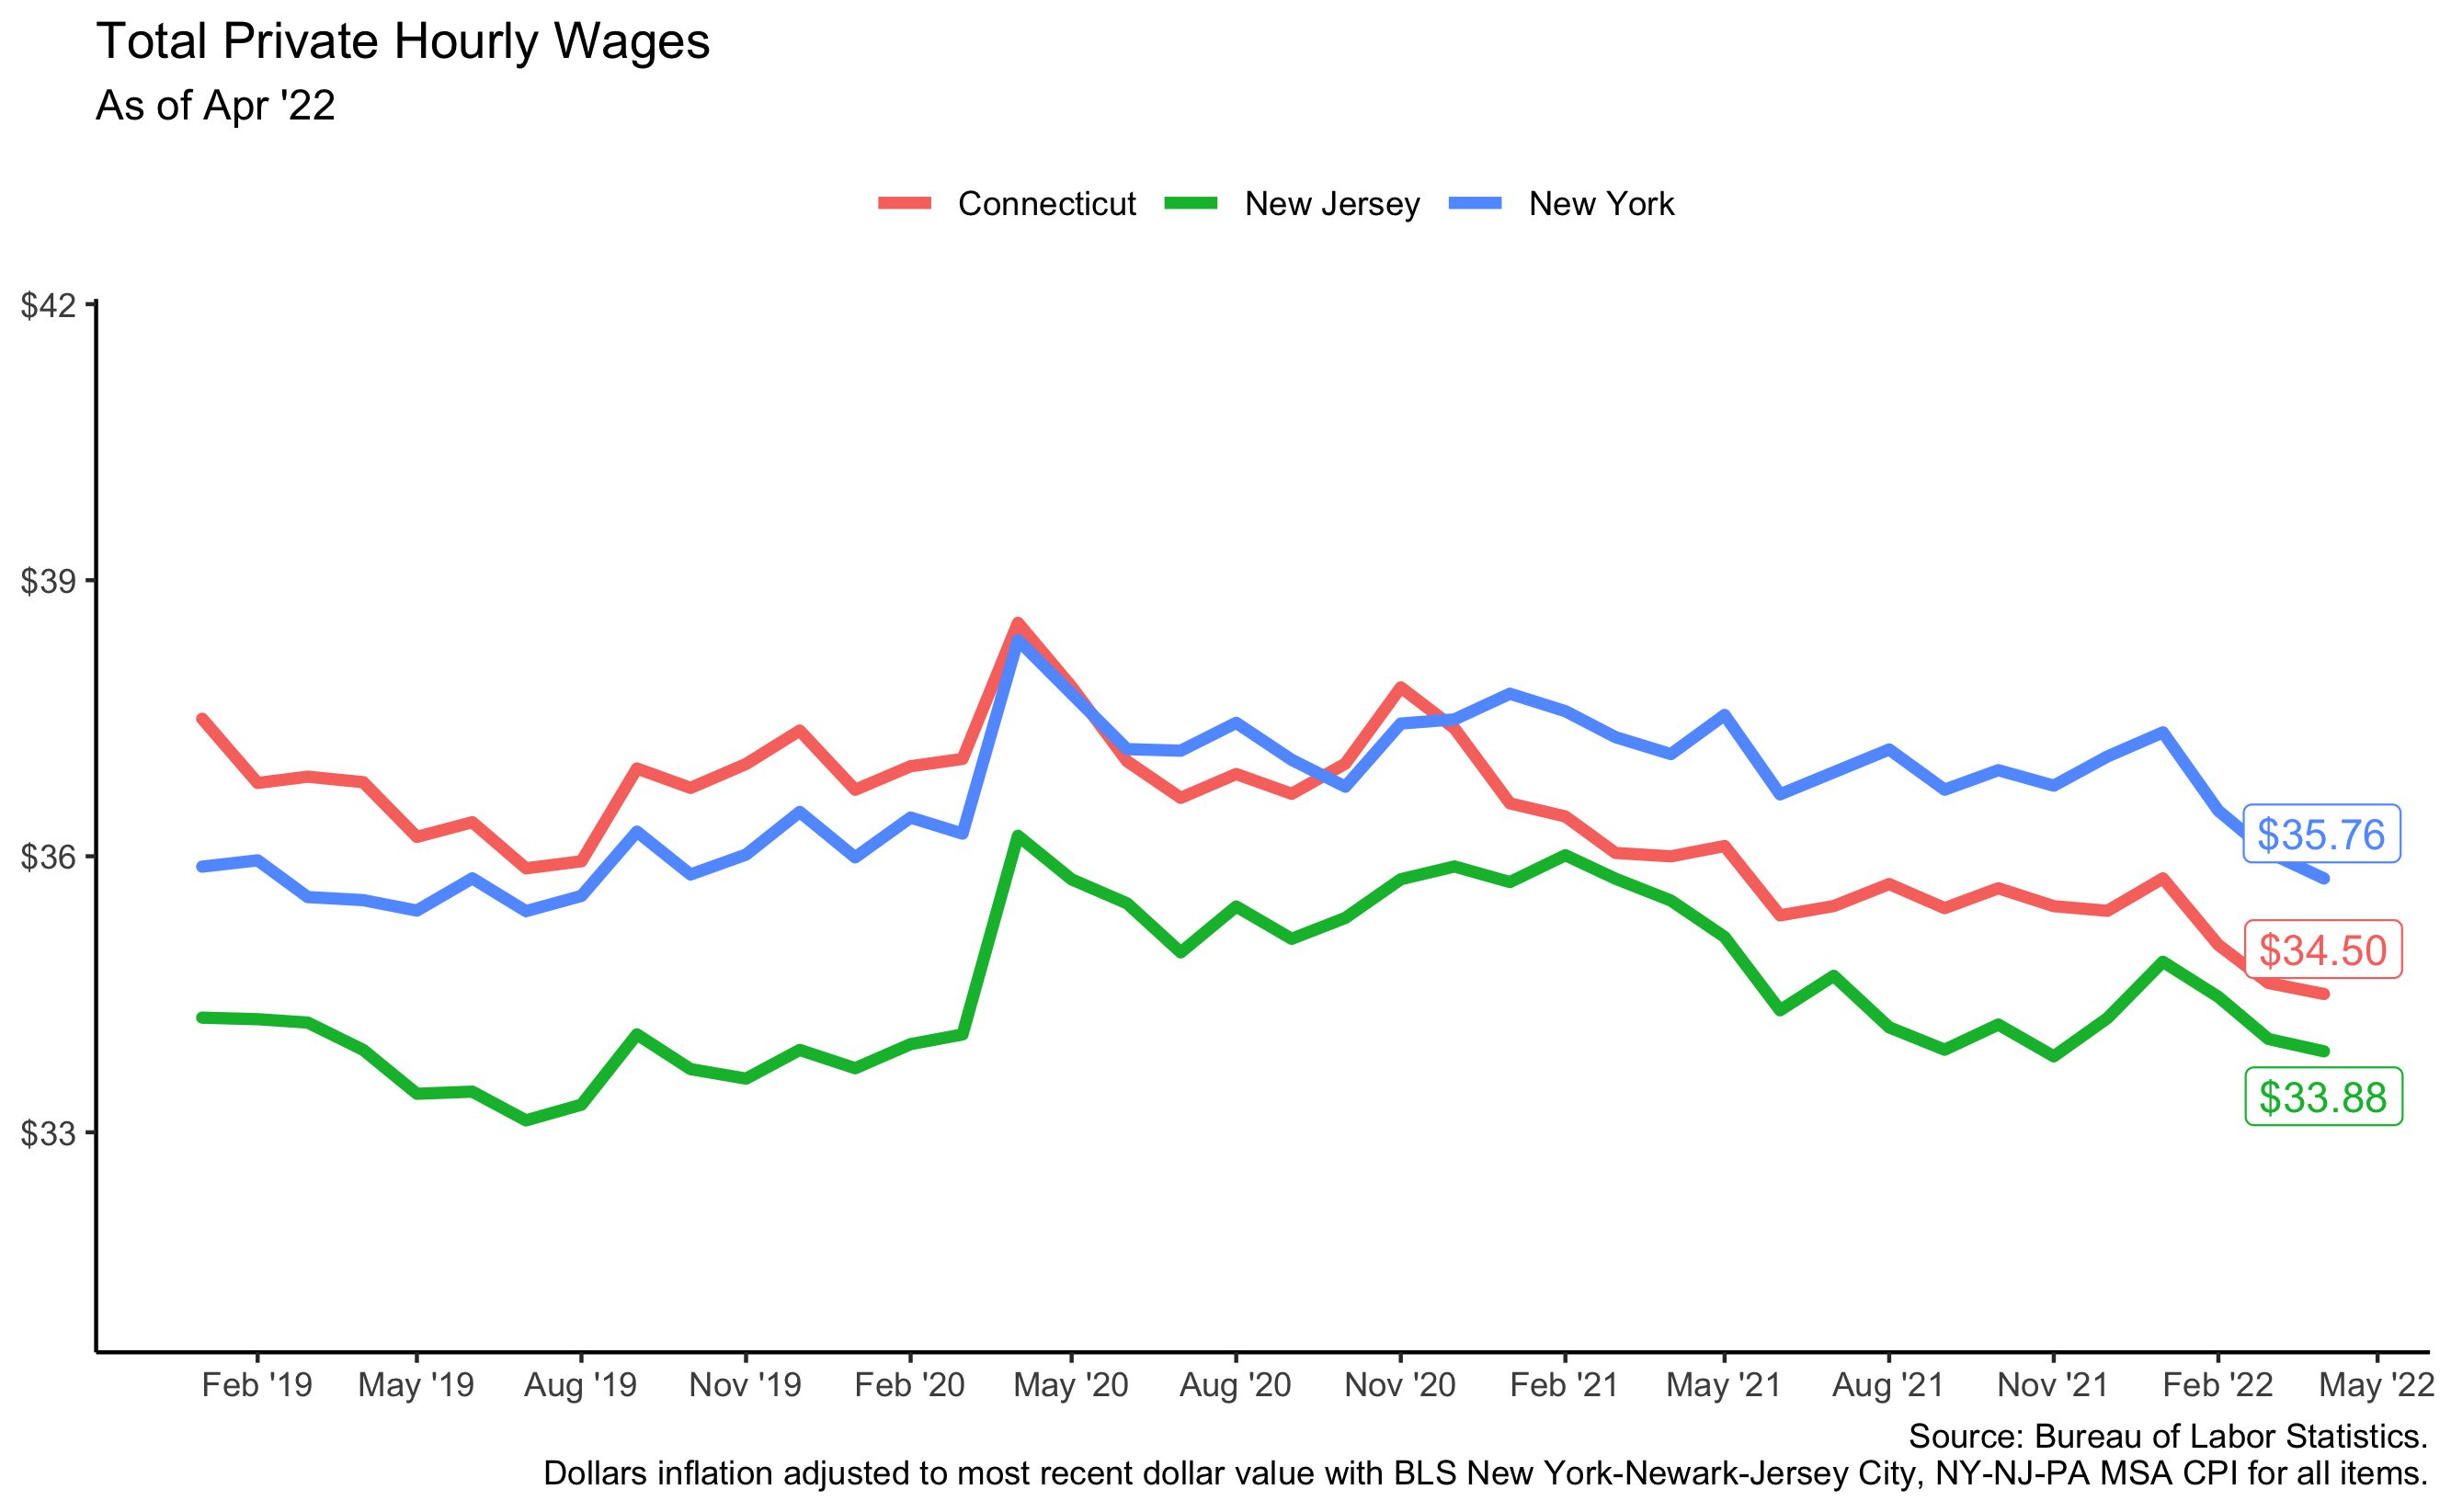 Total Private Hourly Wages
As of Apr '22
Connecticut New Jersey New York
$42
$39
$36
$33
$35.76
$34.50
$33.88
Feb '19 May '19 Aug '19 Nov '19 Feb '20 May '20 Aug '20 Nov '20 Feb '21 May '21 Aug '21 Nov '21 Feb '22 May '22
Source: Bureau of Labor Statistics.
Dollars inflation adjusted to most recent dollar value with BLS New York-Newark-Jersey City, NY-NJ-PA MSA CPI for all items.